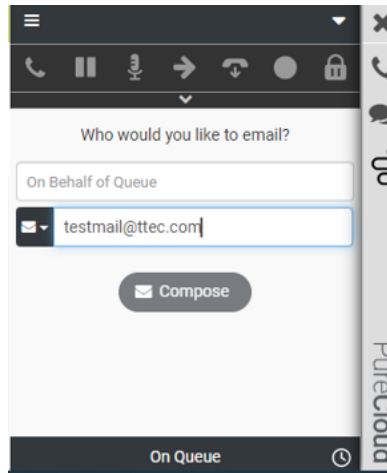 Who would you like to email?
On Behalf of Queue
testmail@ttec.com
Compose
On Queue
PureCloud